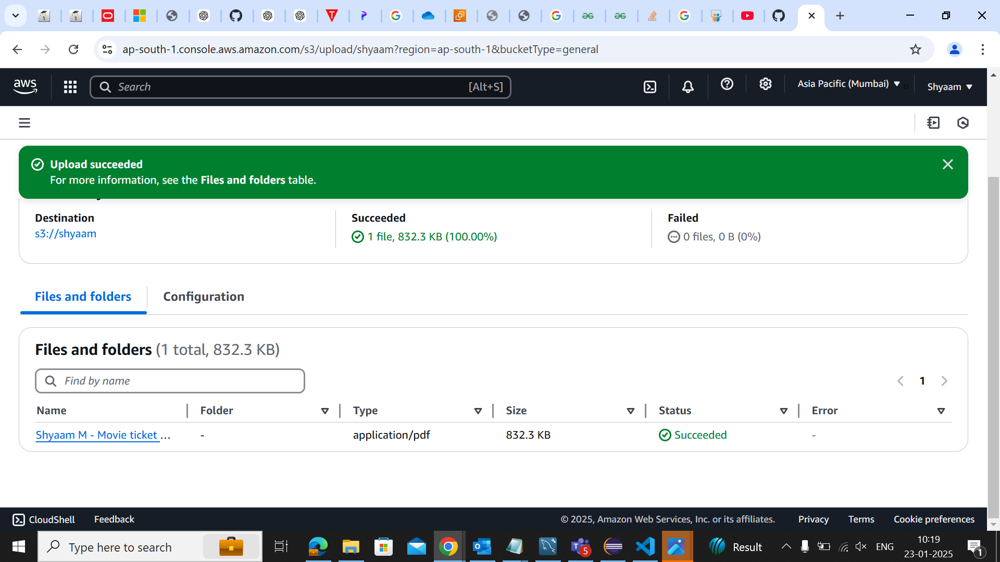 ap-south-1.console.aws.amazon.com/s3/upload/shyaam?region=ap-south-1&bucketType=general
aws
Search
[Alt+S]
Asia Pacific (Mumbai)
Shyaam
Upload succeeded
For more information, see the Files and folders table.
Destination
Succeeded
Failed
s3://shyaam
1 file, 832.3 KB (100.00%)
0 files, 0 B (0%)
Files and folders
Configuration
Files and folders (1 total, 832.3 KB)
Find by name
1
Name
Folder
Type
Size
Status
Error
Shyaam M - Movie ticket ...
-
application/pdf
832.3 KB
Succeeded
-
CloudShell
Feedback
© 2025, Amazon Web Services, Inc. or its affiliates.
Privacy
Terms
Cookie preferences
Type here to search
5
Result
ENG
10:19
23-01-2025
1